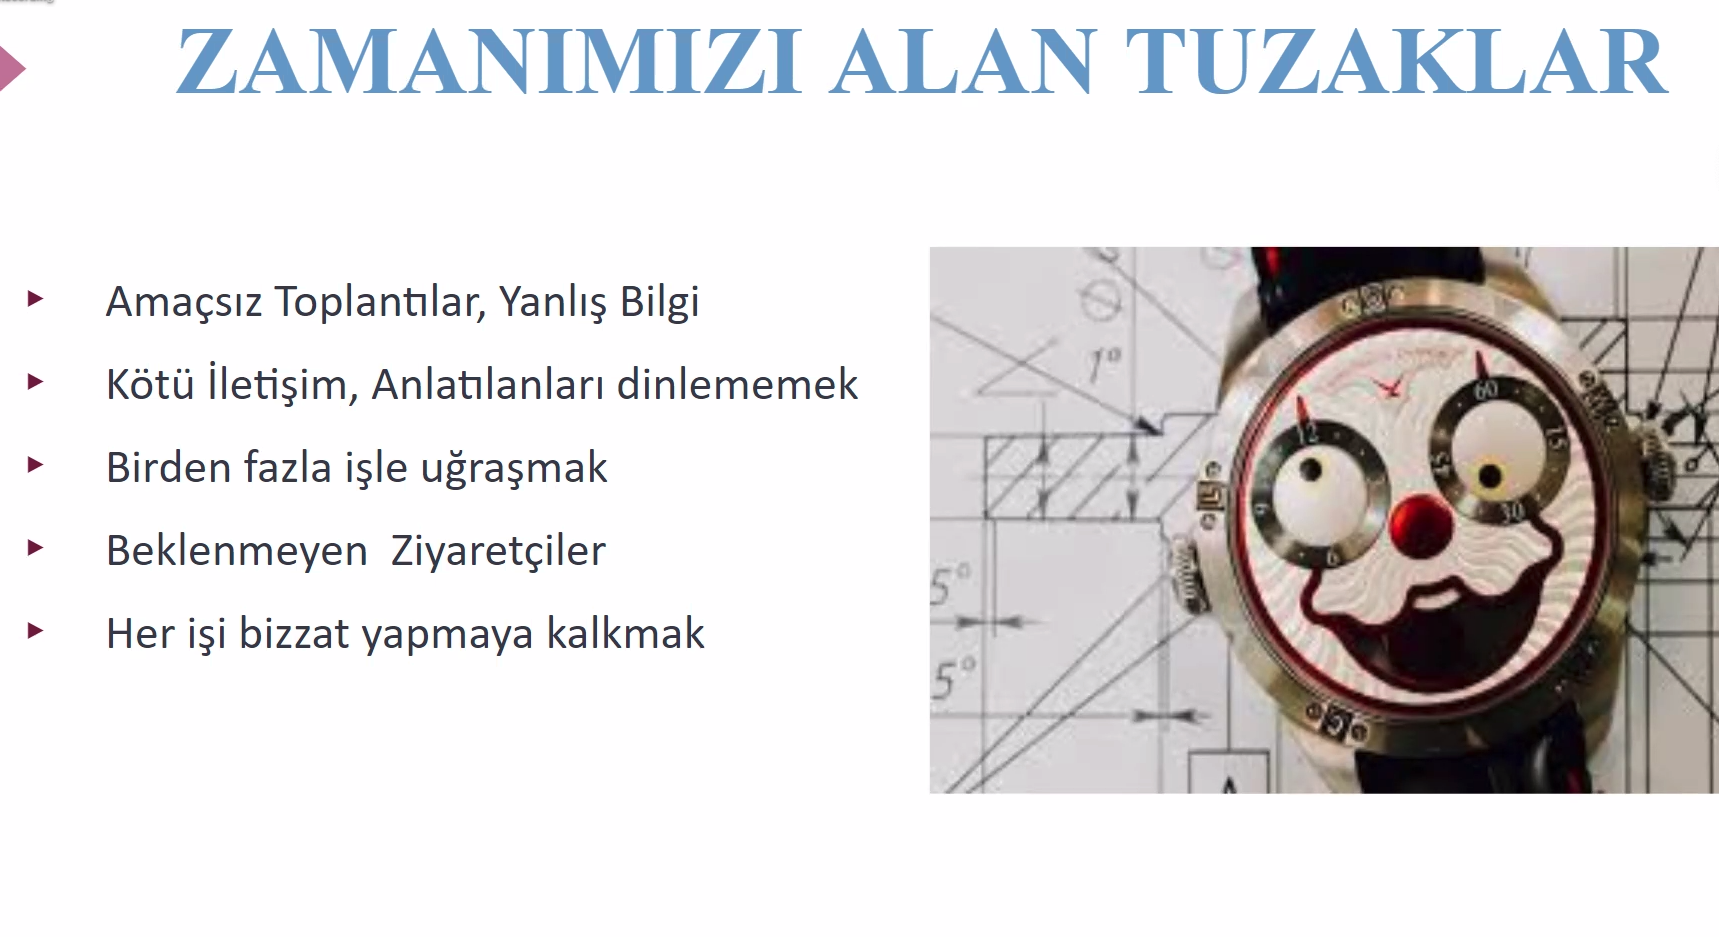 ZAMANIMIZI ALAN TUZAKLAR
Amaçsız Toplantılar, Yanlış Bilgi
Kötü İletişim, Anlatılanları dinlememek
Birden fazla işle uğraşmak
Beklenmeyen  Ziyaretçiler
Her işi bizzat yapmaya kalkmak
1°
5°
5°
12
9
6
60
15
30
45